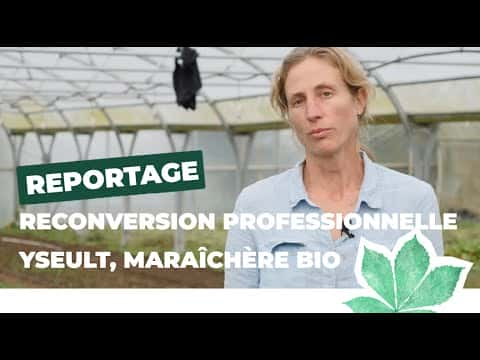 REPORTAGE
RECONVERSION PROFESSIONNELLE
YSEULT, MARAÎCHÈRE BIO